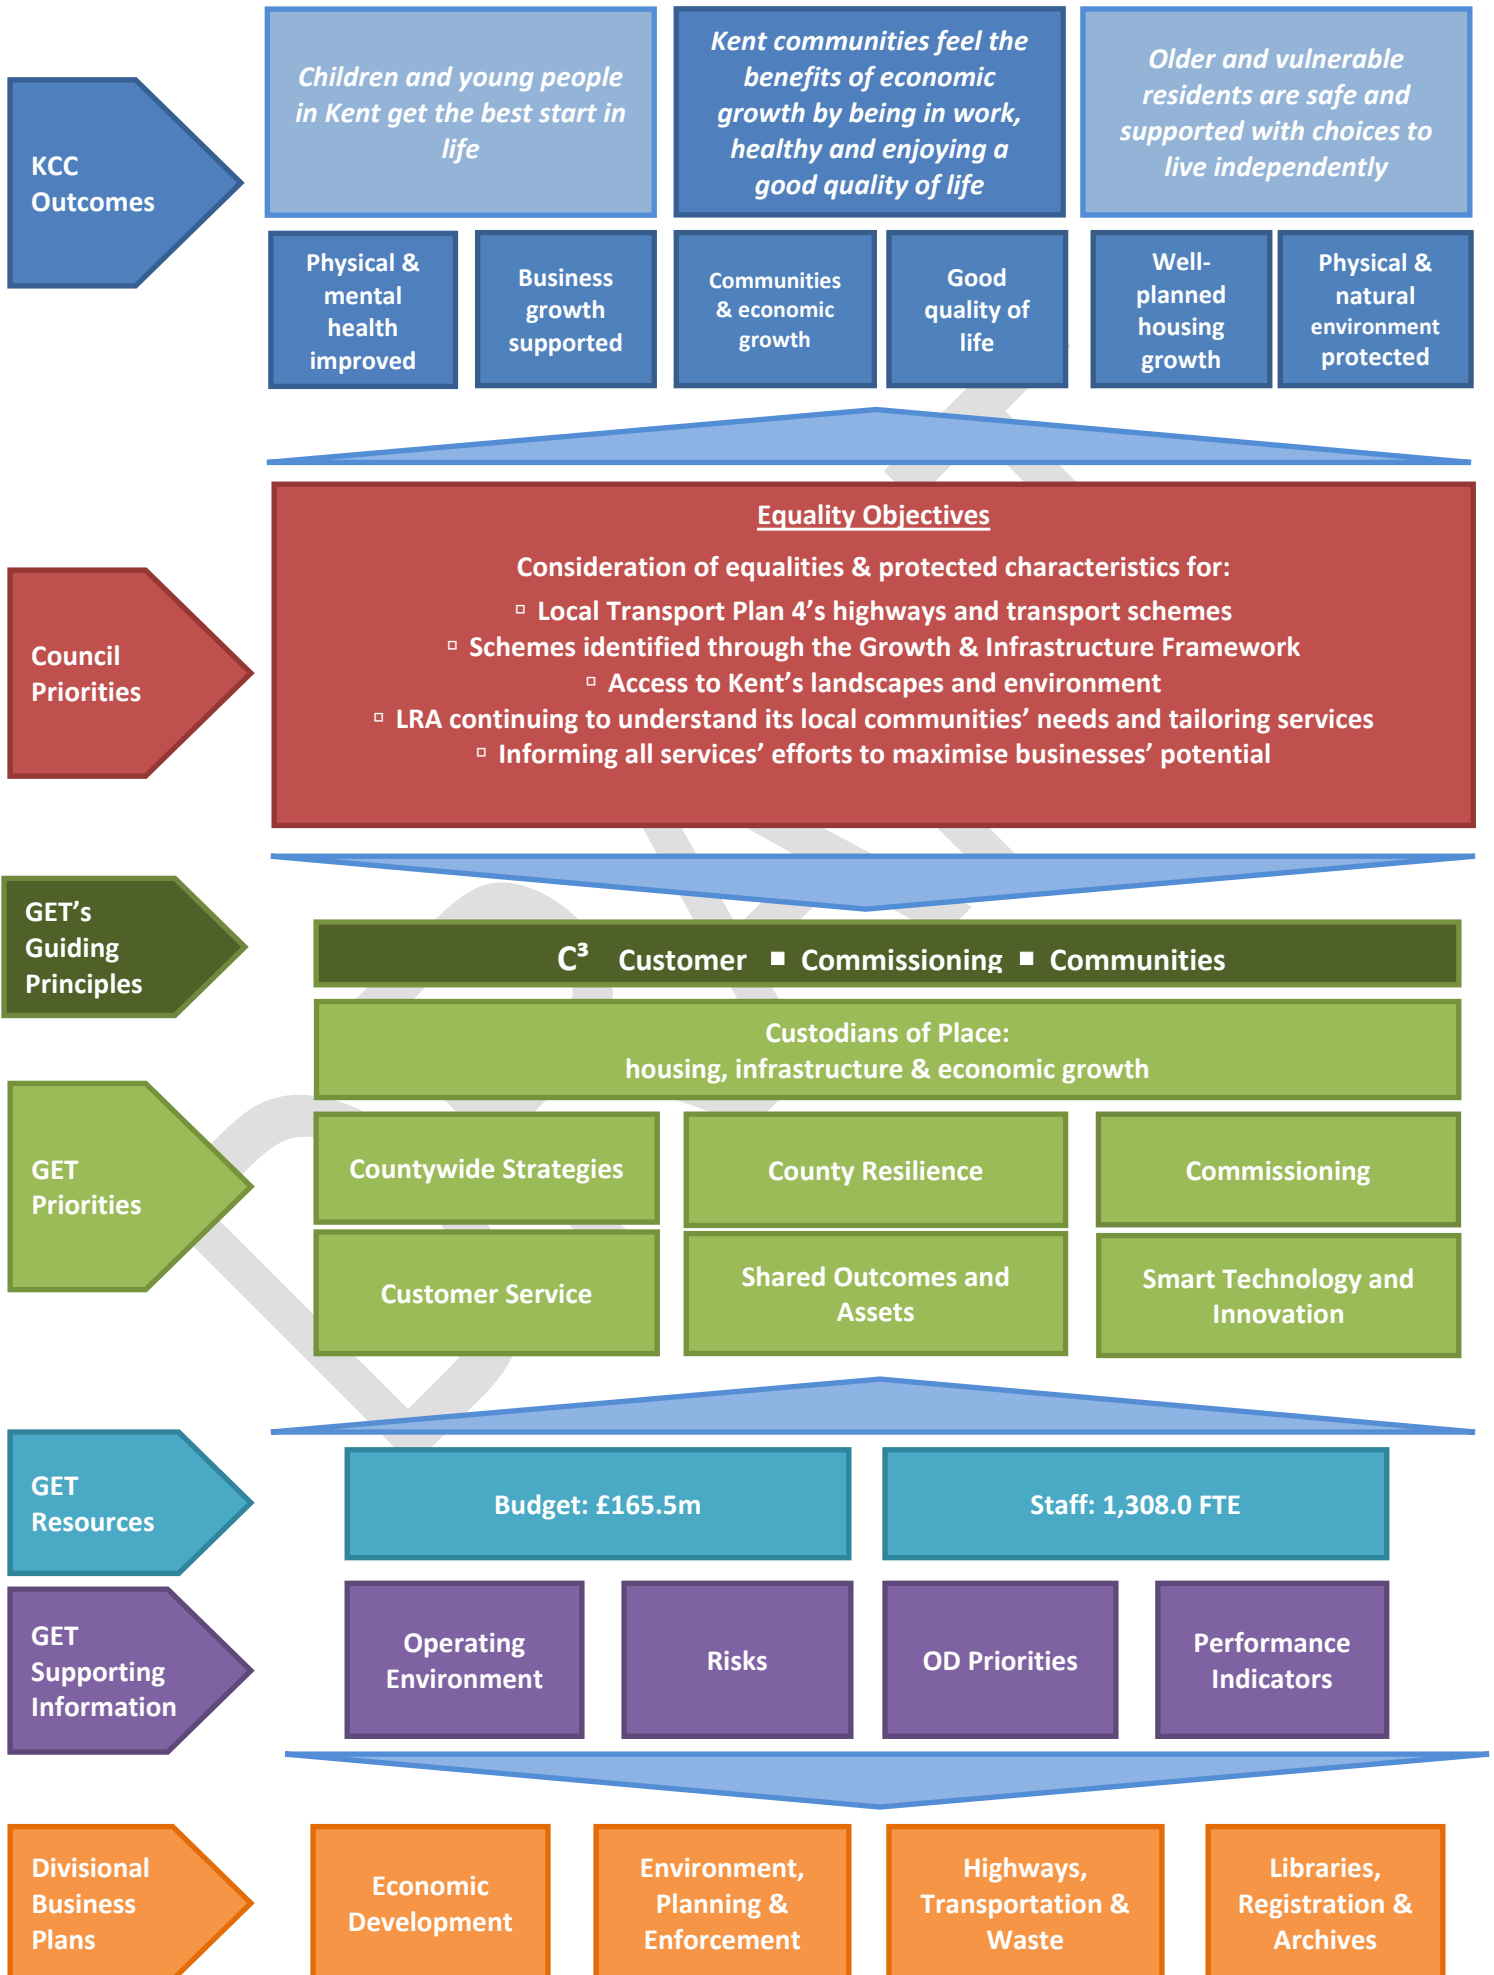 KCC
Outcomes
Children and young people
in Kent get the best start in
life
Kent communities feel the
benefits of economic
growth by being in work,
healthy and enjoying a
good quality of life
Older and vulnerable
residents are safe and
supported with choices to
live independently
Physical &
mental
health
improved
Business
growth
supported
Communities
& economic
growth
Good
quality of
life
Well-
planned
housing
growth
Physical &
natural
environment
protected
Council
Priorities
Equality Objectives
Consideration of equalities & protected characteristics for:
▫ Local Transport Plan 4’s highways and transport schemes
▫ Schemes identified through the Growth & Infrastructure Framework
▫ Access to Kent’s landscapes and environment
▫ LRA continuing to understand its local communities’ needs and tailoring services
▫ Informing all services’ efforts to maximise businesses’ potential
GET’s
Guiding
Principles
C³ Customer ▪ Commissioning ▪ Communities
GET
Priorities
Custodians of Place:
housing, infrastructure & economic growth
Countywide Strategies
County Resilience
Commissioning
Customer Service
Shared Outcomes and
Assets
Smart Technology and
Innovation
GET
Resources
Budget: £165.5m
Staff: 1,308.0 FTE
GET
Supporting
Information
Operating
Environment
Risks
OD Priorities
Performance
Indicators
Divisional
Business
Plans
Economic
Development
Environment,
Planning &
Enforcement
Highways,
Transportation &
Waste
Libraries,
Registration &
Archives
DRAFT